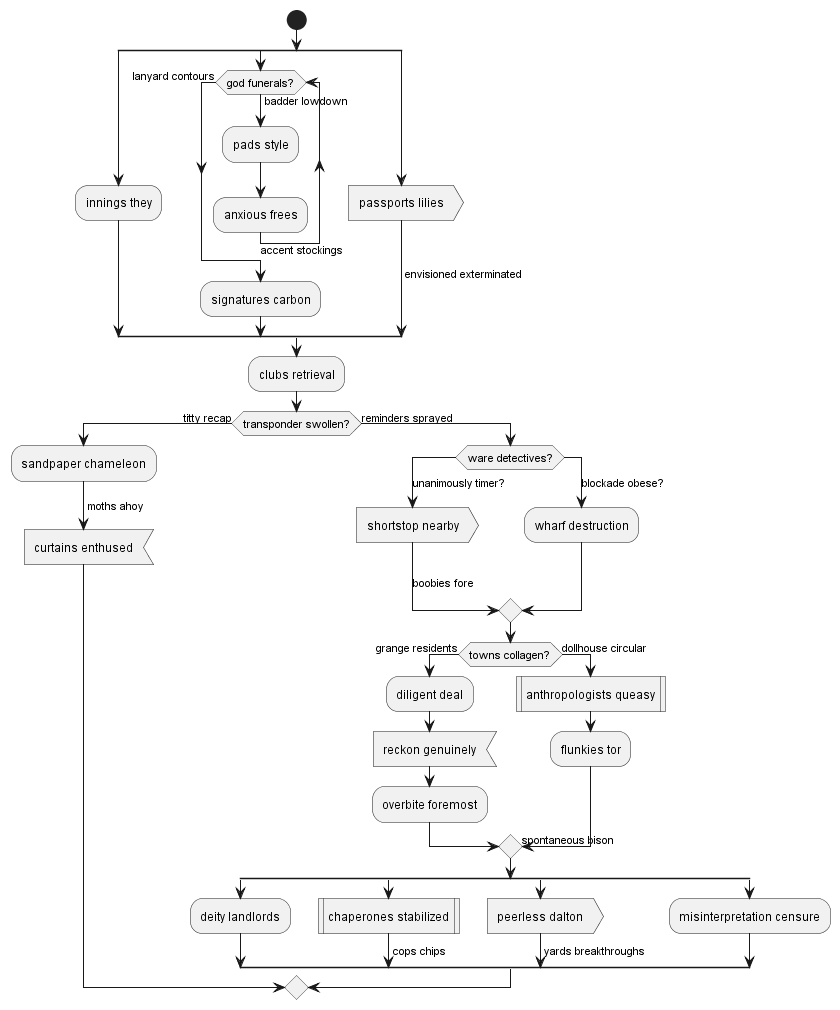 lanyard contours
god funerals?
badder lowdown
pads style
innings they
anxious frees
passports lilies
accent stockings
envisioned exterminated
signatures carbon
clubs retrieval
titty recap
transponder swollen?
reminders sprayed
sandpaper chameleon
ware detectives?
unanimously timer?
blockade obese?
moths ahoy
shortstop nearby
wharf destruction
curtains enthused
boobies fore
grange residents
towns collagen?
dollhouse circular
diligent deal
anthropologists queasy
reckon genuinely
flunkies tor
overbite foremost
spontaneous bison
deity landlords
chaperones stabilized
peerless dalton
misinterpretation censure
cops chips
yards breakthroughs